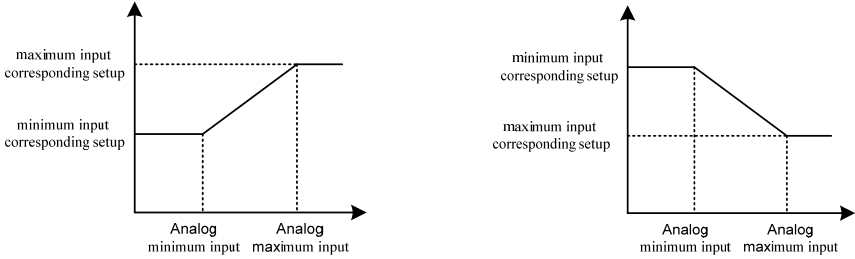 maximum input
corresponding setup
minimum input
corresponding setup
Analog
minimum input
Analog
maximum input
minimum input
corresponding setup
maximum input
corresponding setup
Analog
minimum input
Analog
maximum input